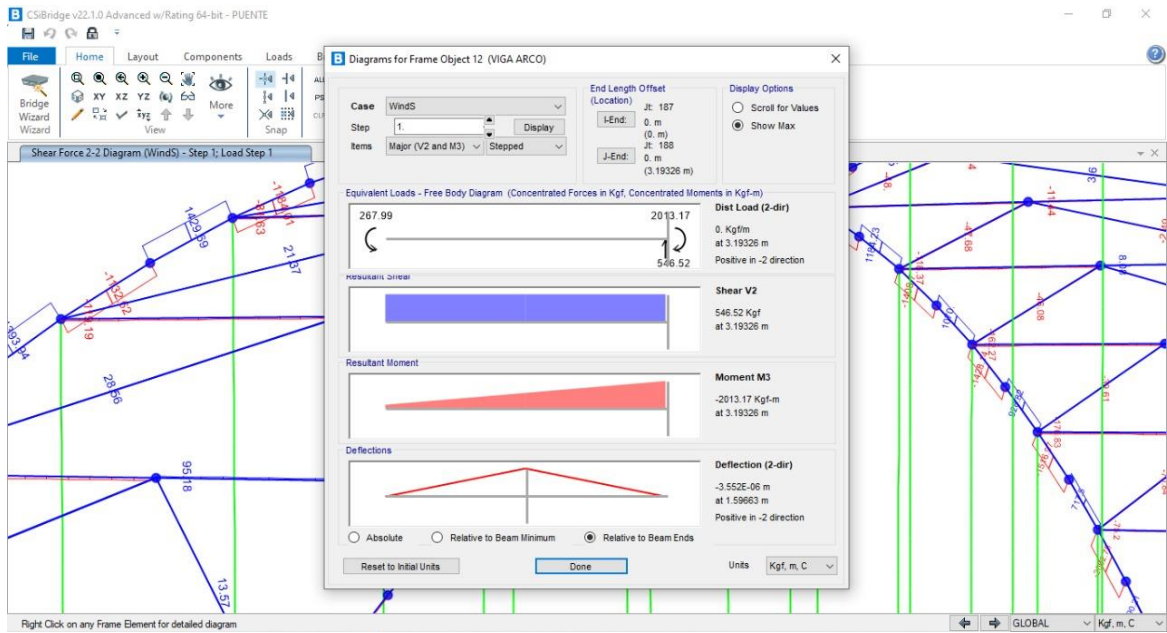 CSiBridge v22.1.0 Advanced w/Rating 64-bit - PUENTE
File Home Layout Components Loads
Bridge Wizard
XY XZ YZ
More
Wizard View Snap
Shear Force 2-2 Diagram (WindS) - Step 1; Load Step 1
Diagrams for Frame Object 12 (VIGA ARCO)
Case WindS
Step 1. Display
Items Major (V2 and M3) Stepped
End Length Offset
(Location)
I-End: Jt: 187
0. m
(0. m)
J-End: Jt: 188
0. m
(3.19326 m)
Display Options
Scroll for Values
Show Max
Equivalent Loads - Free Body Diagram (Concentrated Forces in Kgf, Concentrated Moments in Kgf-m)
267.99 2013.17
546.52
Dist Load (2-dir)
0. Kgf/m
at 3.19326 m
Positive in -2 direction
Resultant Shear
Shear V2
546.52 Kgf
at 3.19326 m
Resultant Moment
Moment M3
-2013.17 Kgf-m
at 3.19326 m
Deflections
Deflection (2-dir)
-3.552E-06 m
at 1.59663 m
Positive in -2 direction
Absolute Relative to Beam Minimum Relative to Beam Ends
Reset to Initial Units Done Units Kgf, m, C
1429.69
21.37
28.56
95.18
13.57
1184.23
8.08
Right Click on any Frame Element for detailed diagram
GLOBAL Kgf, m, C